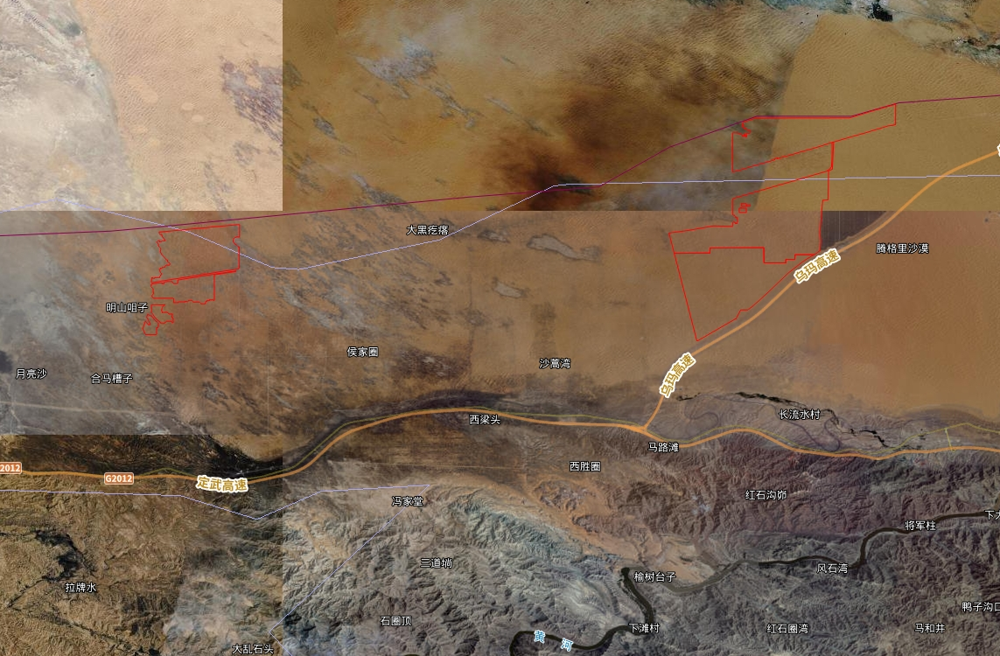 大黑疙瘩
腾格里沙漠
乌玛高速
明山咀子
侯家圈
沙蒿湾
乌玛高速
月亮沙
合马槽子
长流水村
西梁头
马路滩
2012
G2012
定武高速
西胜圈
冯家堂
红石沟峁
将军柱
三道埫
风石湾
榆树台子
拉牌水
鸭子沟口
石圈顶
下滩村
红石圈湾
马和井
黄河
大乱石头